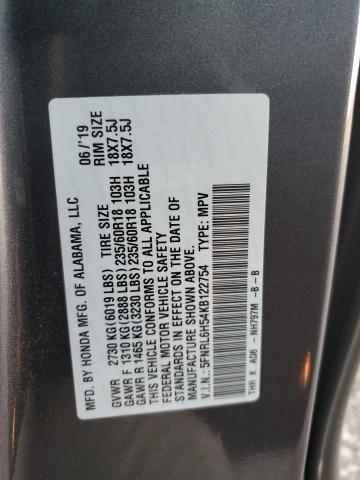 MFD. BY HONDA MFG. OF ALABAMA, LLC 06/'19
TIRE SIZE RIM SIZE
GVWR 2730 KG(6019 LBS)
GAWR F 1310 KG(2888 LBS) 235/60R18 103H 18X7.5J
GAWR R 1465 KG(3230 LBS) 235/60R18 103H 18X7.5J
THIS VEHICLE CONFORMS TO ALL APPLICABLE
FEDERAL MOTOR VEHICLE SAFETY
STANDARDS IN EFFECT ON THE DATE OF
MANUFACTURE SHOWN ABOVE.
V.I.N.: 5FNRL6H54KB122754 TYPE: MPV
THR K AD8 -NH797M -B -B